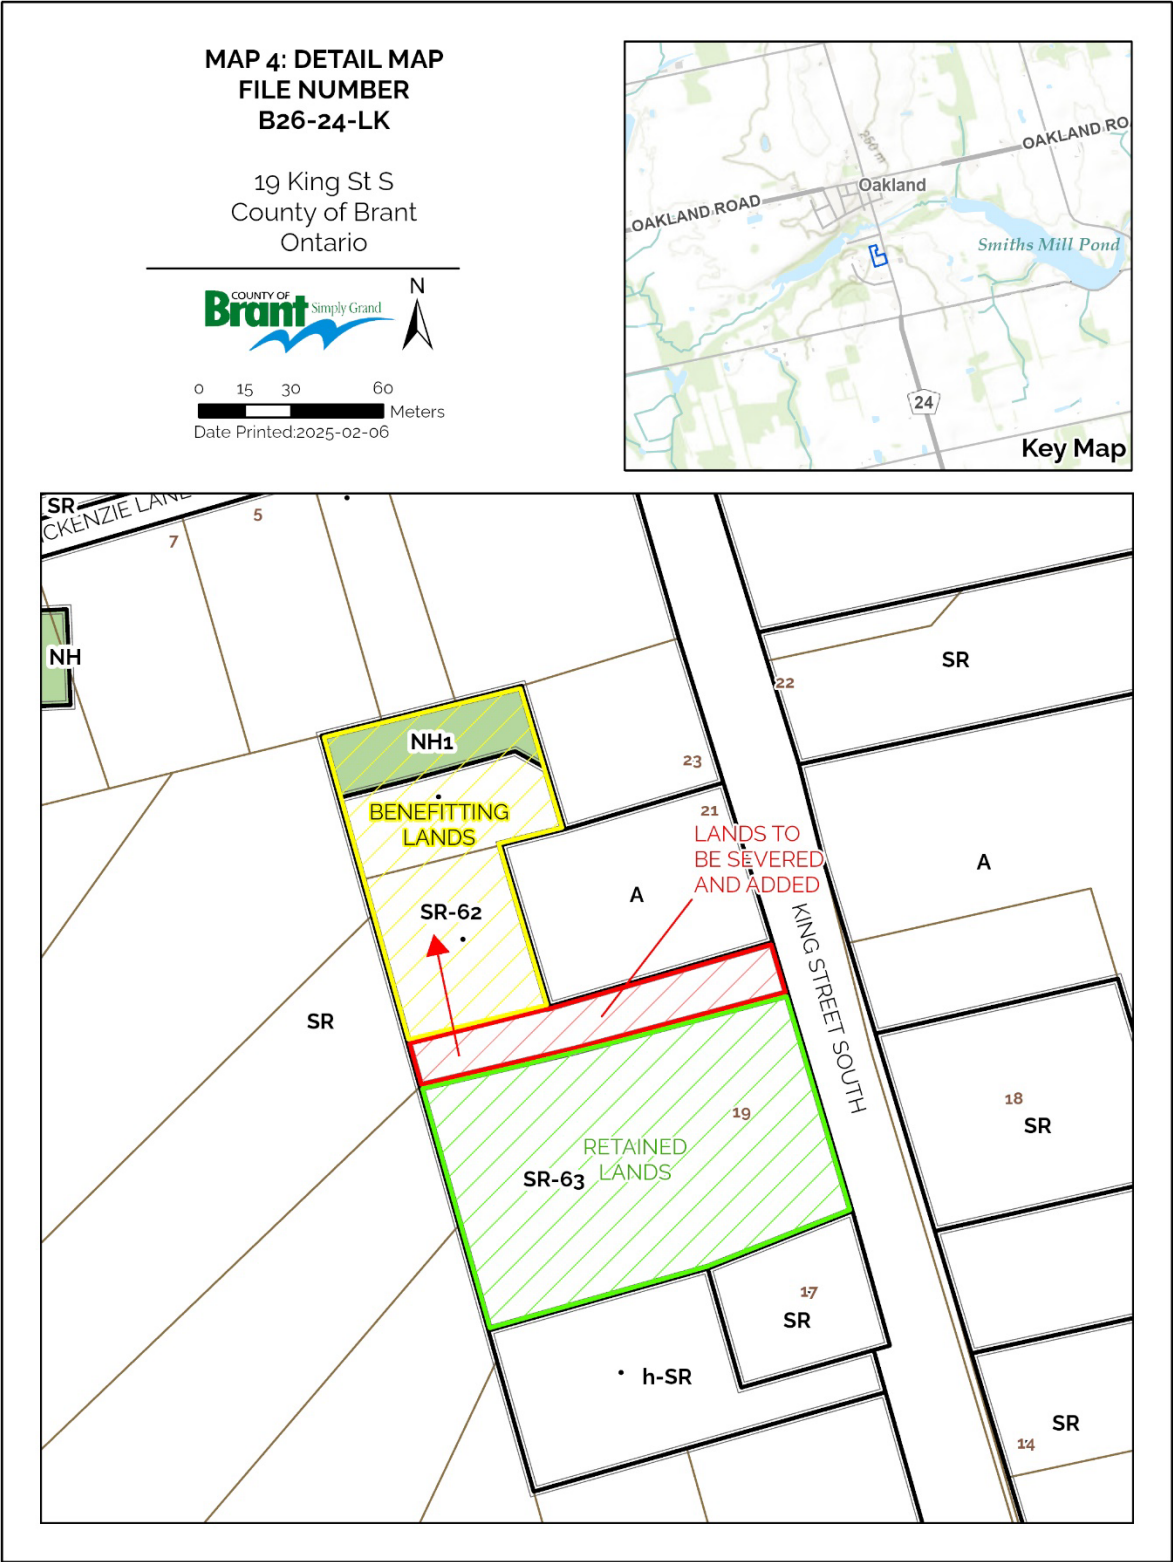 MAP 4: DETAIL MAP
FILE NUMBER
B26-24-LK
19 King St S
County of Brant
Ontario
COUNTY OF
Brant
Simply Grand
N
0 15 30 60
Meters
Date Printed:2025-02-06
OAKLAND RO
250 m
Oakland
OAKLAND ROAD
Smiths Mill Pond
24
Key Map
SR
CKENZIE LANE
5
7
NH
SR
22
NH1
23
BENEFITTING
LANDS
21
LANDS TO
BE SEVERED
AND ADDED
A
A
SR-62
KING STREET SOUTH
SR
18
SR
19
RETAINED
LANDS
SR-63
17
SR
h-SR
SR
14